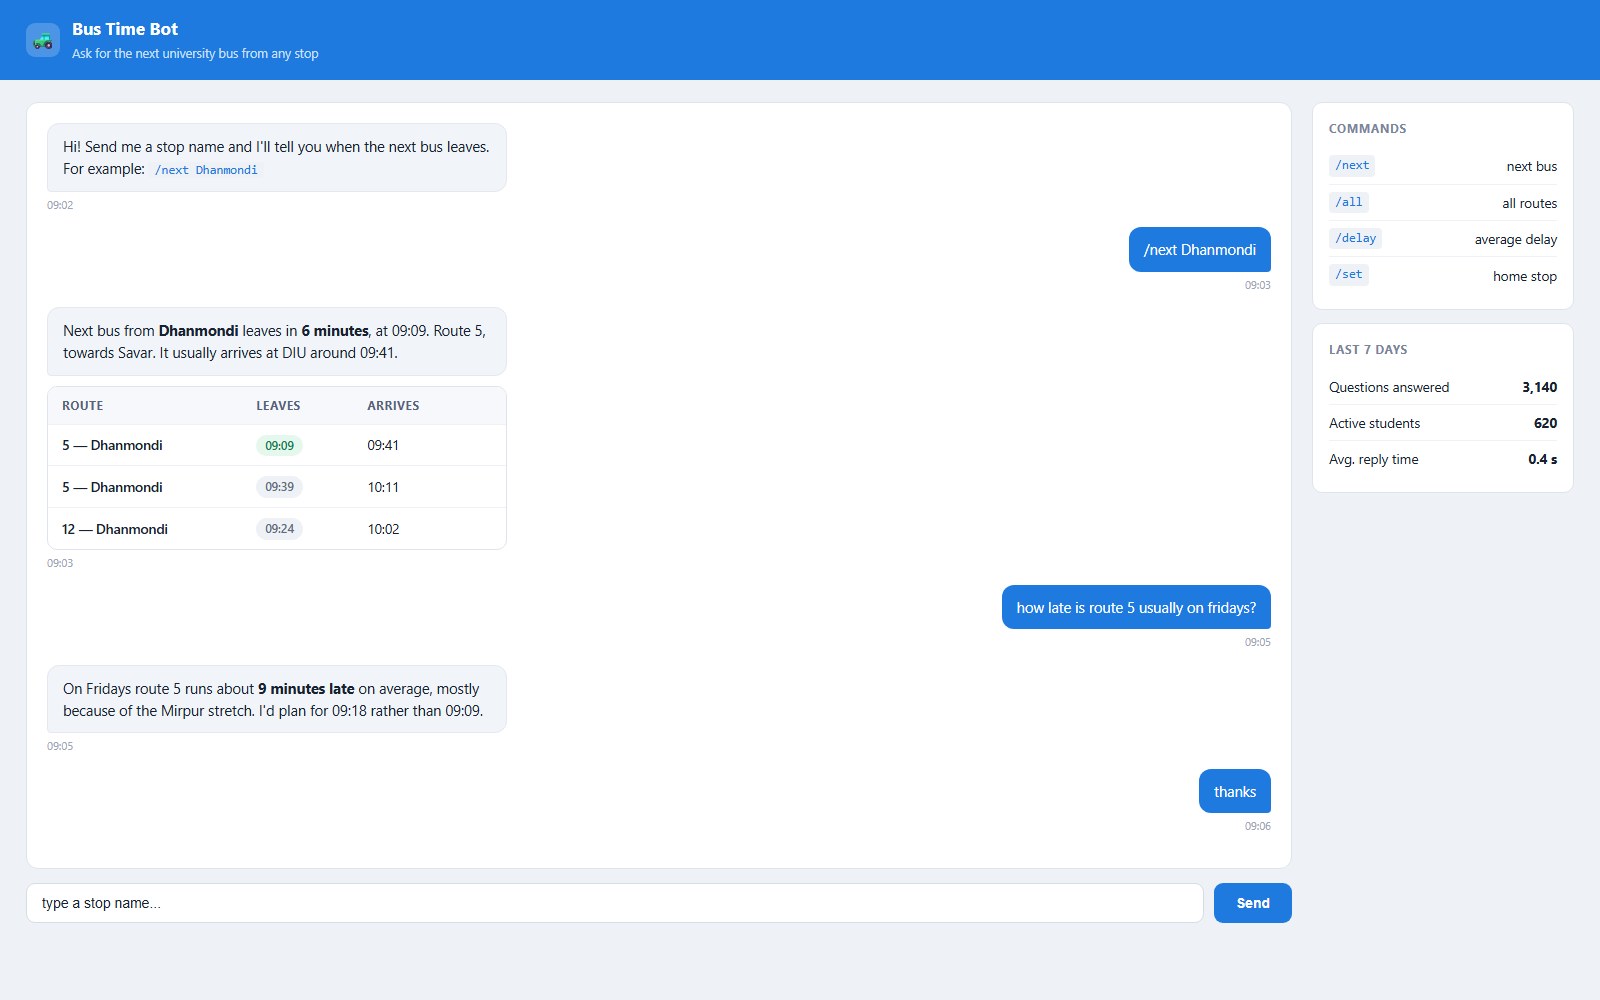 Bus Time Bot
Ask for the next university bus from any stop
Hi! Send me a stop name and I'll tell you when the next bus leaves.
For example: /next Dhanmondi
09:02
/next Dhanmondi
09:03
Next bus from Dhanmondi leaves in 6 minutes, at 09:09. Route 5,
towards Savar. It usually arrives at DIU around 09:41.
ROUTE LEAVES ARRIVES
5 — Dhanmondi 09:09 09:41
5 — Dhanmondi 09:39 10:11
12 — Dhanmondi 09:24 10:02
09:03
how late is route 5 usually on fridays?
09:05
On Fridays route 5 runs about 9 minutes late on average, mostly
because of the Mirpur stretch. I'd plan for 09:18 rather than 09:09.
09:05
thanks
09:06
type a stop name...
Send
COMMANDS
/next next bus
/all all routes
/delay average delay
/set home stop
LAST 7 DAYS
Questions answered 3,140
Active students 620
Avg. reply time 0.4 s